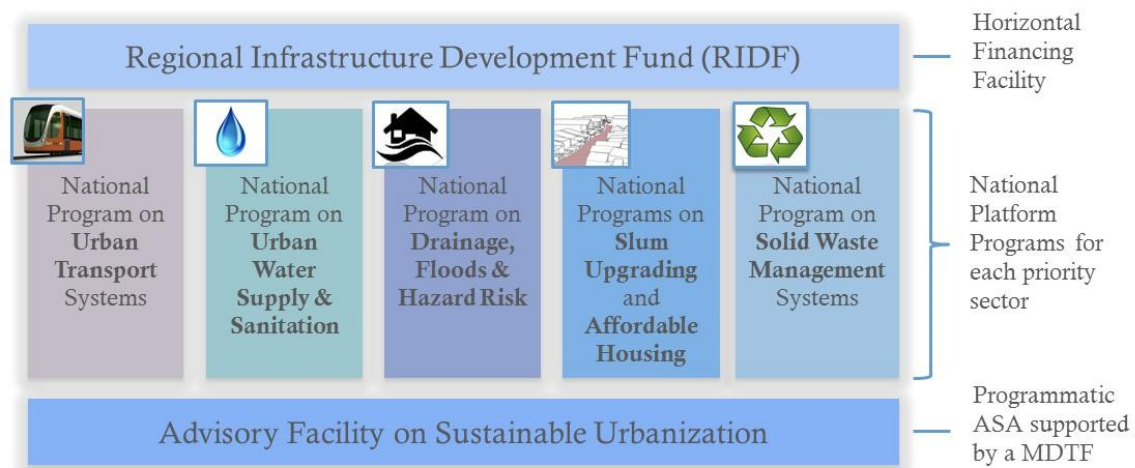 Regional Infrastructure Development Fund (RIDF)
Horizontal
Financing
Facility
National
Program on
Urban
Transport
Systems
National
Program on
Urban
Water
Supply &
Sanitation
National
Program on
Drainage,
Floods &
Hazard Risk
National
Programs on
Slum
Upgrading
and
Affordable
Housing
National
Program on
Solid Waste
Management
Systems
National
Platform
Programs for
each priority
sector
Advisory Facility on Sustainable Urbanization
Programmatic
ASA supported
by a MDTF